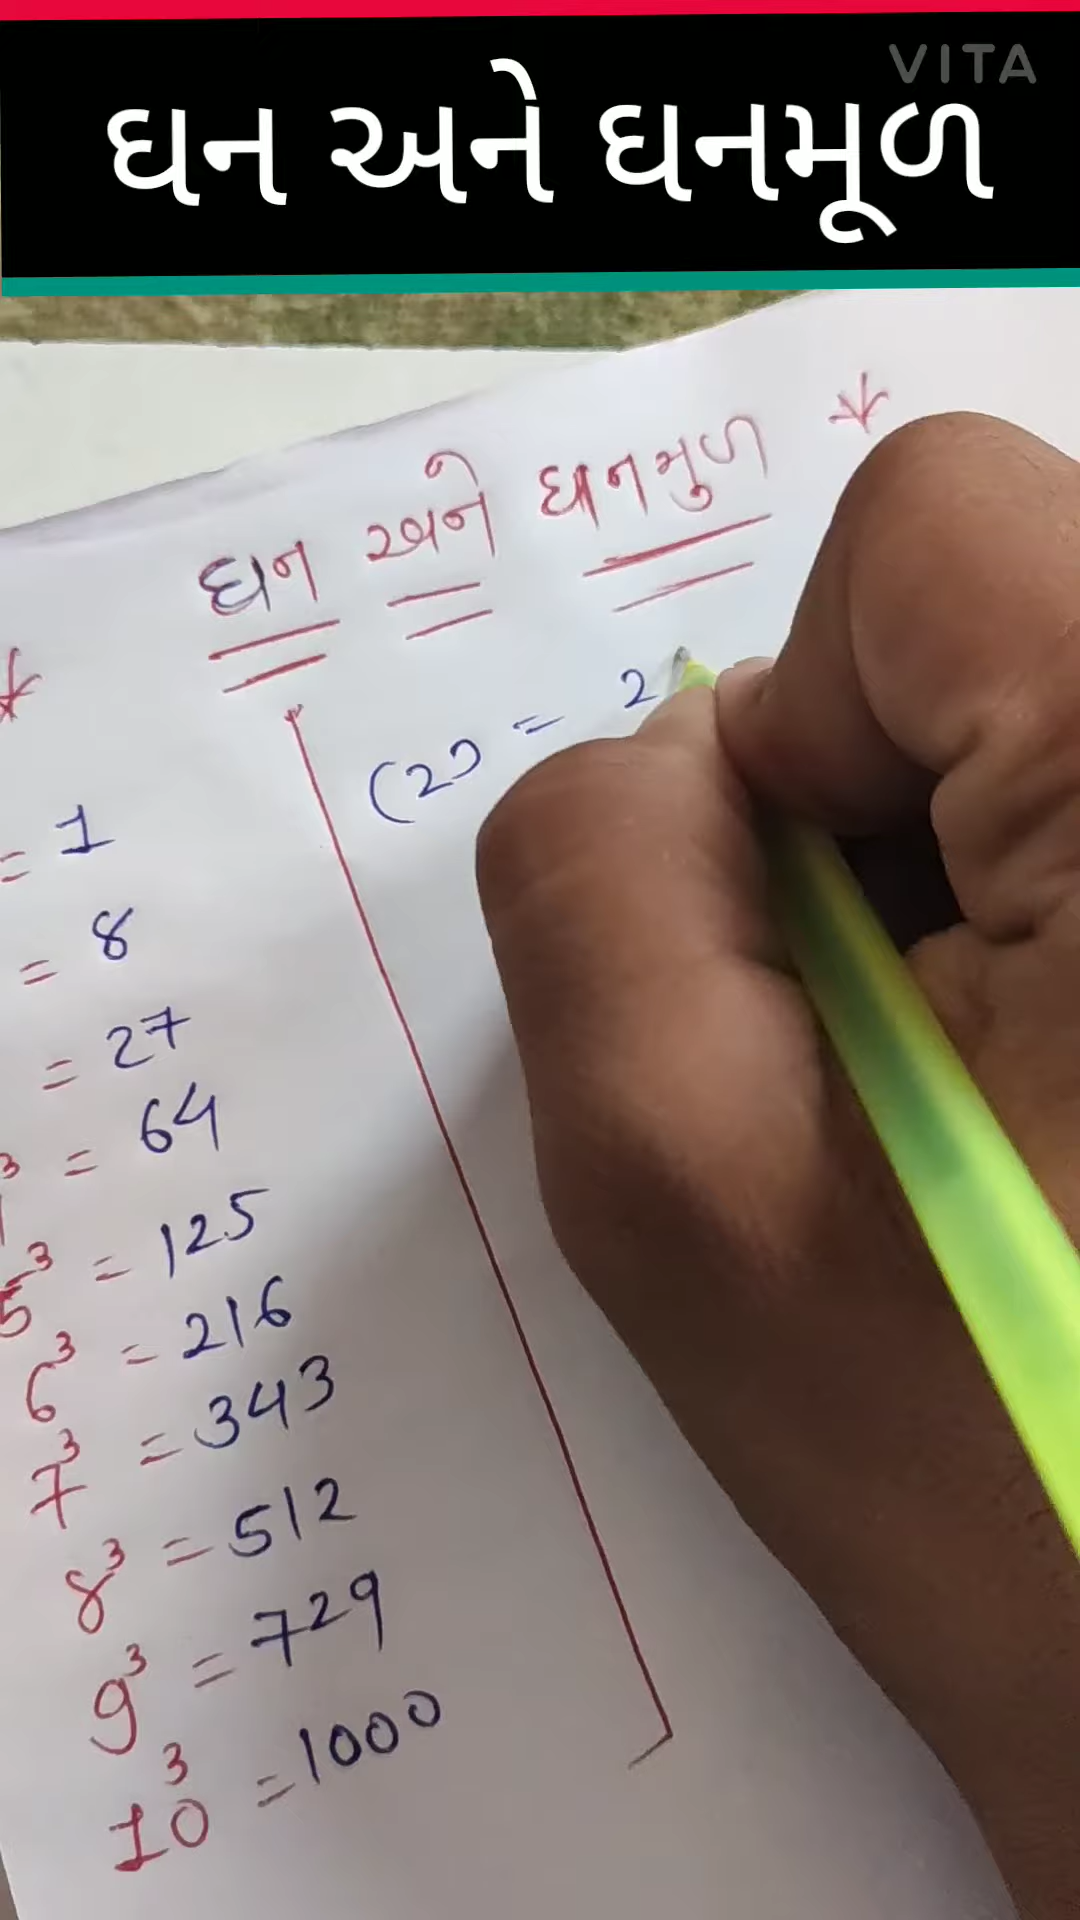 VITA
ઘન અને ઘનમૂળ
* ઘન અને ઘનમુળ *
= 1
= 8
= 27
³ = 64
5³ = 125
6³ = 216
7³ = 343
8³ = 512
9³ = 729
10³ = 1000
(2) = 2